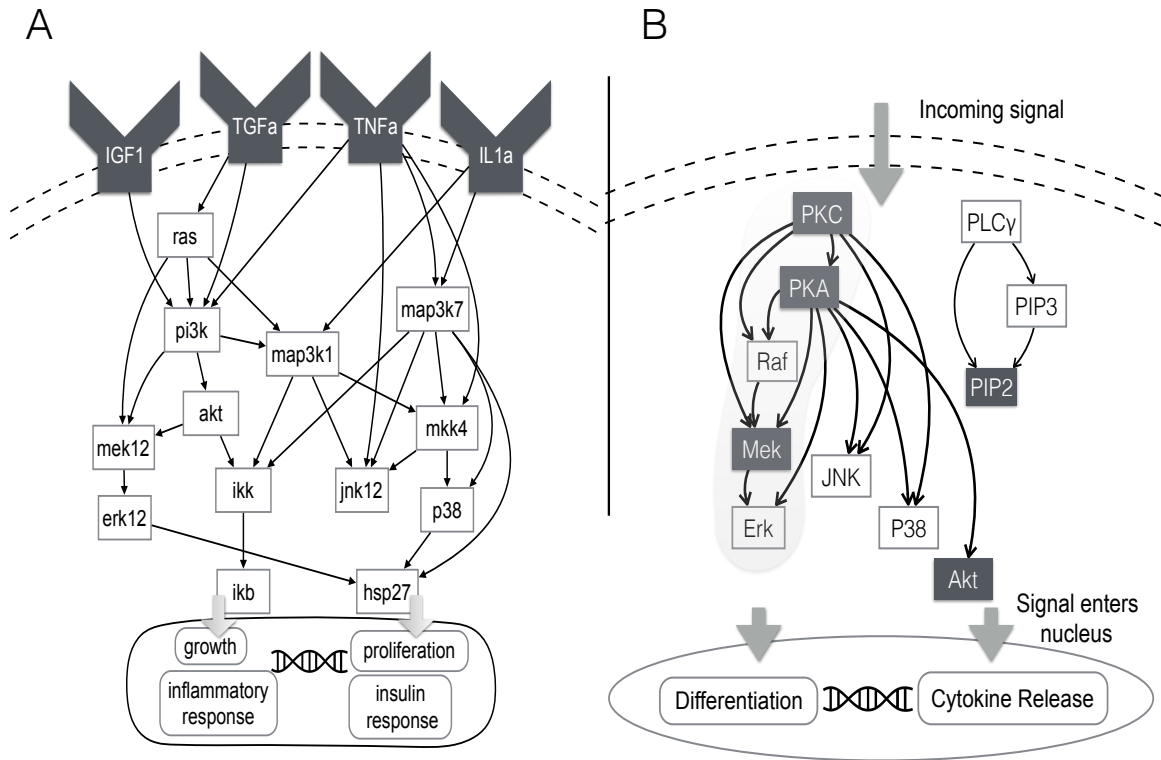 A
IGF1
TGFa
TNFa
IL1a
ras
pi3k
map3k7
map3k1
akt
mek12
mkk4
ikk
jnk12
p38
erk12
ikb
hsp27
growth
proliferation
inflammatory
response
insulin
response
B
Incoming signal
PKC
PLCγ
PKA
PIP3
Raf
PIP2
Mek
JNK
Erk
P38
Akt
Signal enters
nucleus
Differentiation
Cytokine Release